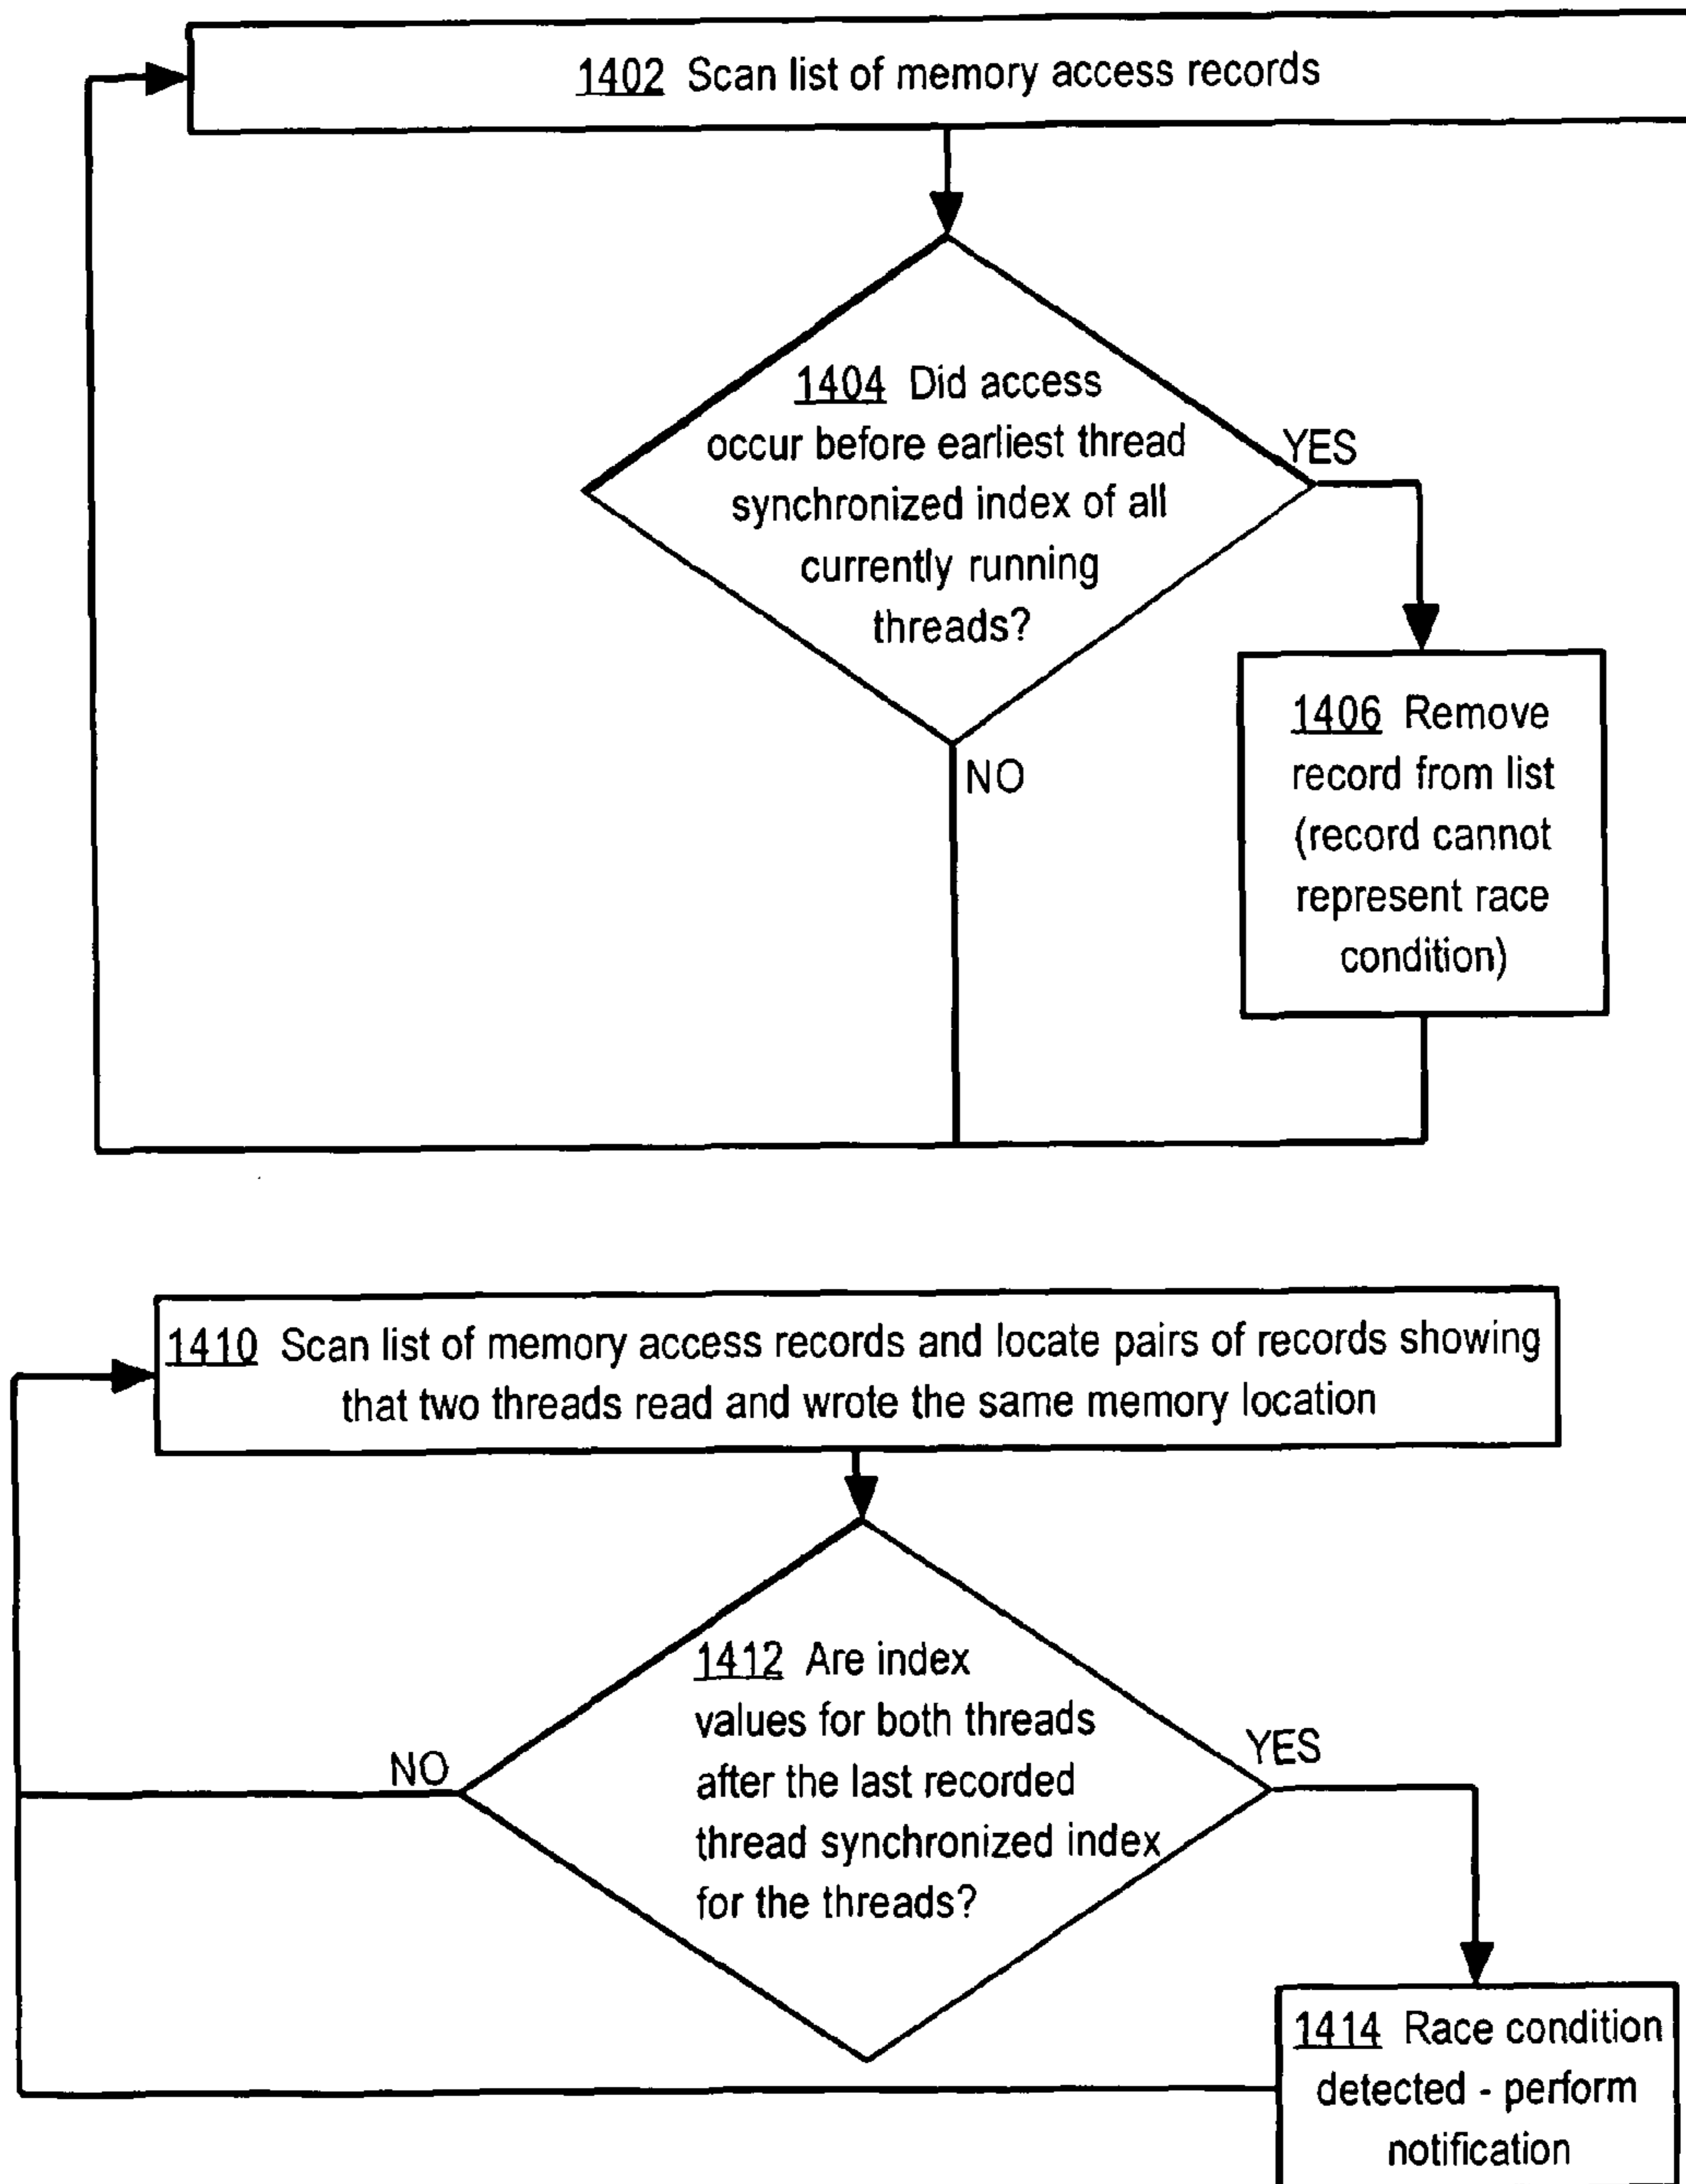 1402 Scan list of memory access records
1404 Did access
occur before earliest thread
synchronized index of all
currently running
threads?
YES
NO
1406 Remove
record from list
(record cannot
represent race
condition)
1410 Scan list of memory access records and locate pairs of records showing
that two threads read and wrote the same memory location
1412 Are index
values for both threads
after the last recorded
thread synchronized index
for the threads?
NO
YES
1414 Race condition
detected - perform
notification